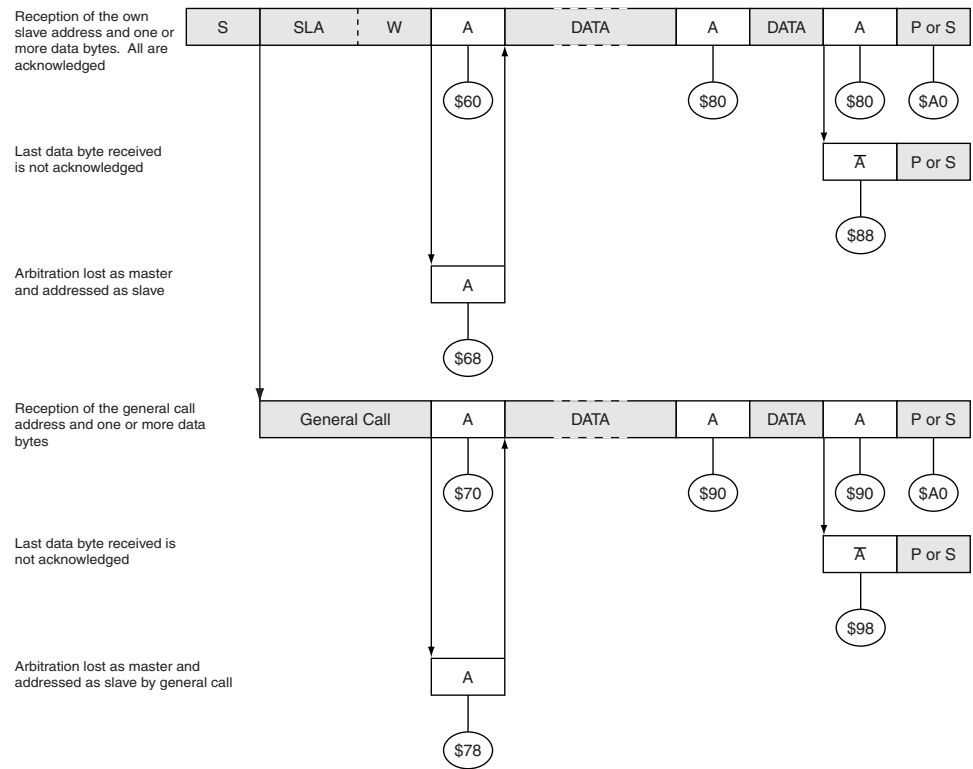 Reception of the own
slave address and one or
more data bytes. All are
acknowledged
S SLA W A DATA A DATA A P or S
$60 $80 $80 $A0
Last data byte received
is not acknowledged
A̅ P or S
$88
Arbitration lost as master
and addressed as slave
A
$68
Reception of the general call
address and one or more data
bytes
General Call A DATA A DATA A P or S
$70 $90 $90 $A0
Last data byte received is
not acknowledged
A̅ P or S
$98
Arbitration lost as master and
addressed as slave by general call
A
$78